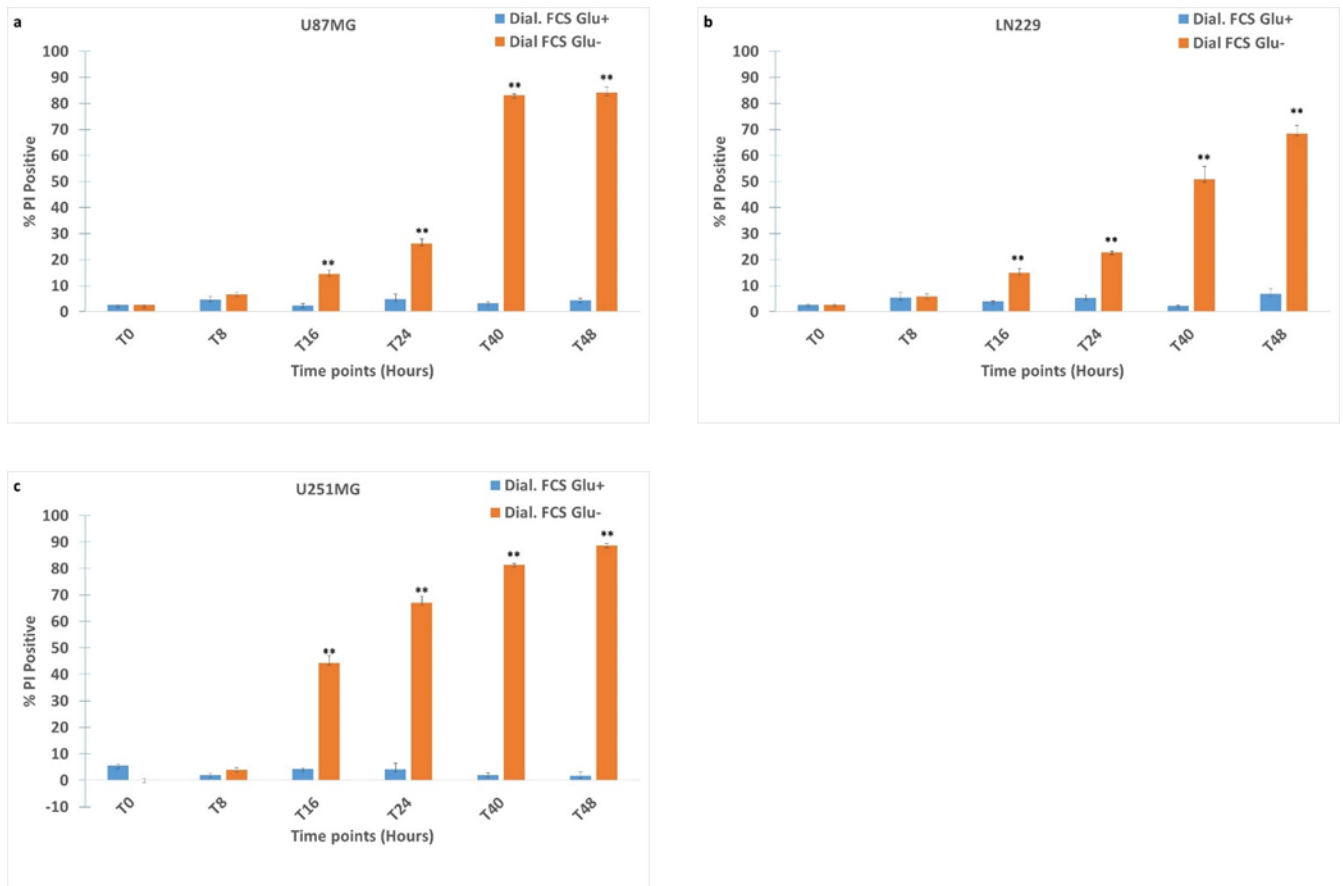 a
U87MG
Dial. FCS Glu+
Dial FCS Glu-
100
90
80
70
60
50
40
30
20
10
0
% PI Positive
**
**
**
**
T0
T8
T16
T24
T40
T48
Time points (Hours)
b
LN229
Dial. FCS Glu+
Dial FCS Glu-
100
90
80
70
60
50
40
30
20
10
0
% PI Positive
**
**
**
**
T0
T8
T16
T24
T40
T48
Time points (Hours)
c
U251MG
Dial. FCS Glu+
Dial. FCS Glu-
100
90
80
70
60
50
40
30
20
10
0
-10
% PI Positive
**
**
**
**
T0
T8
T16
T24
T40
T48
Time points (Hours)